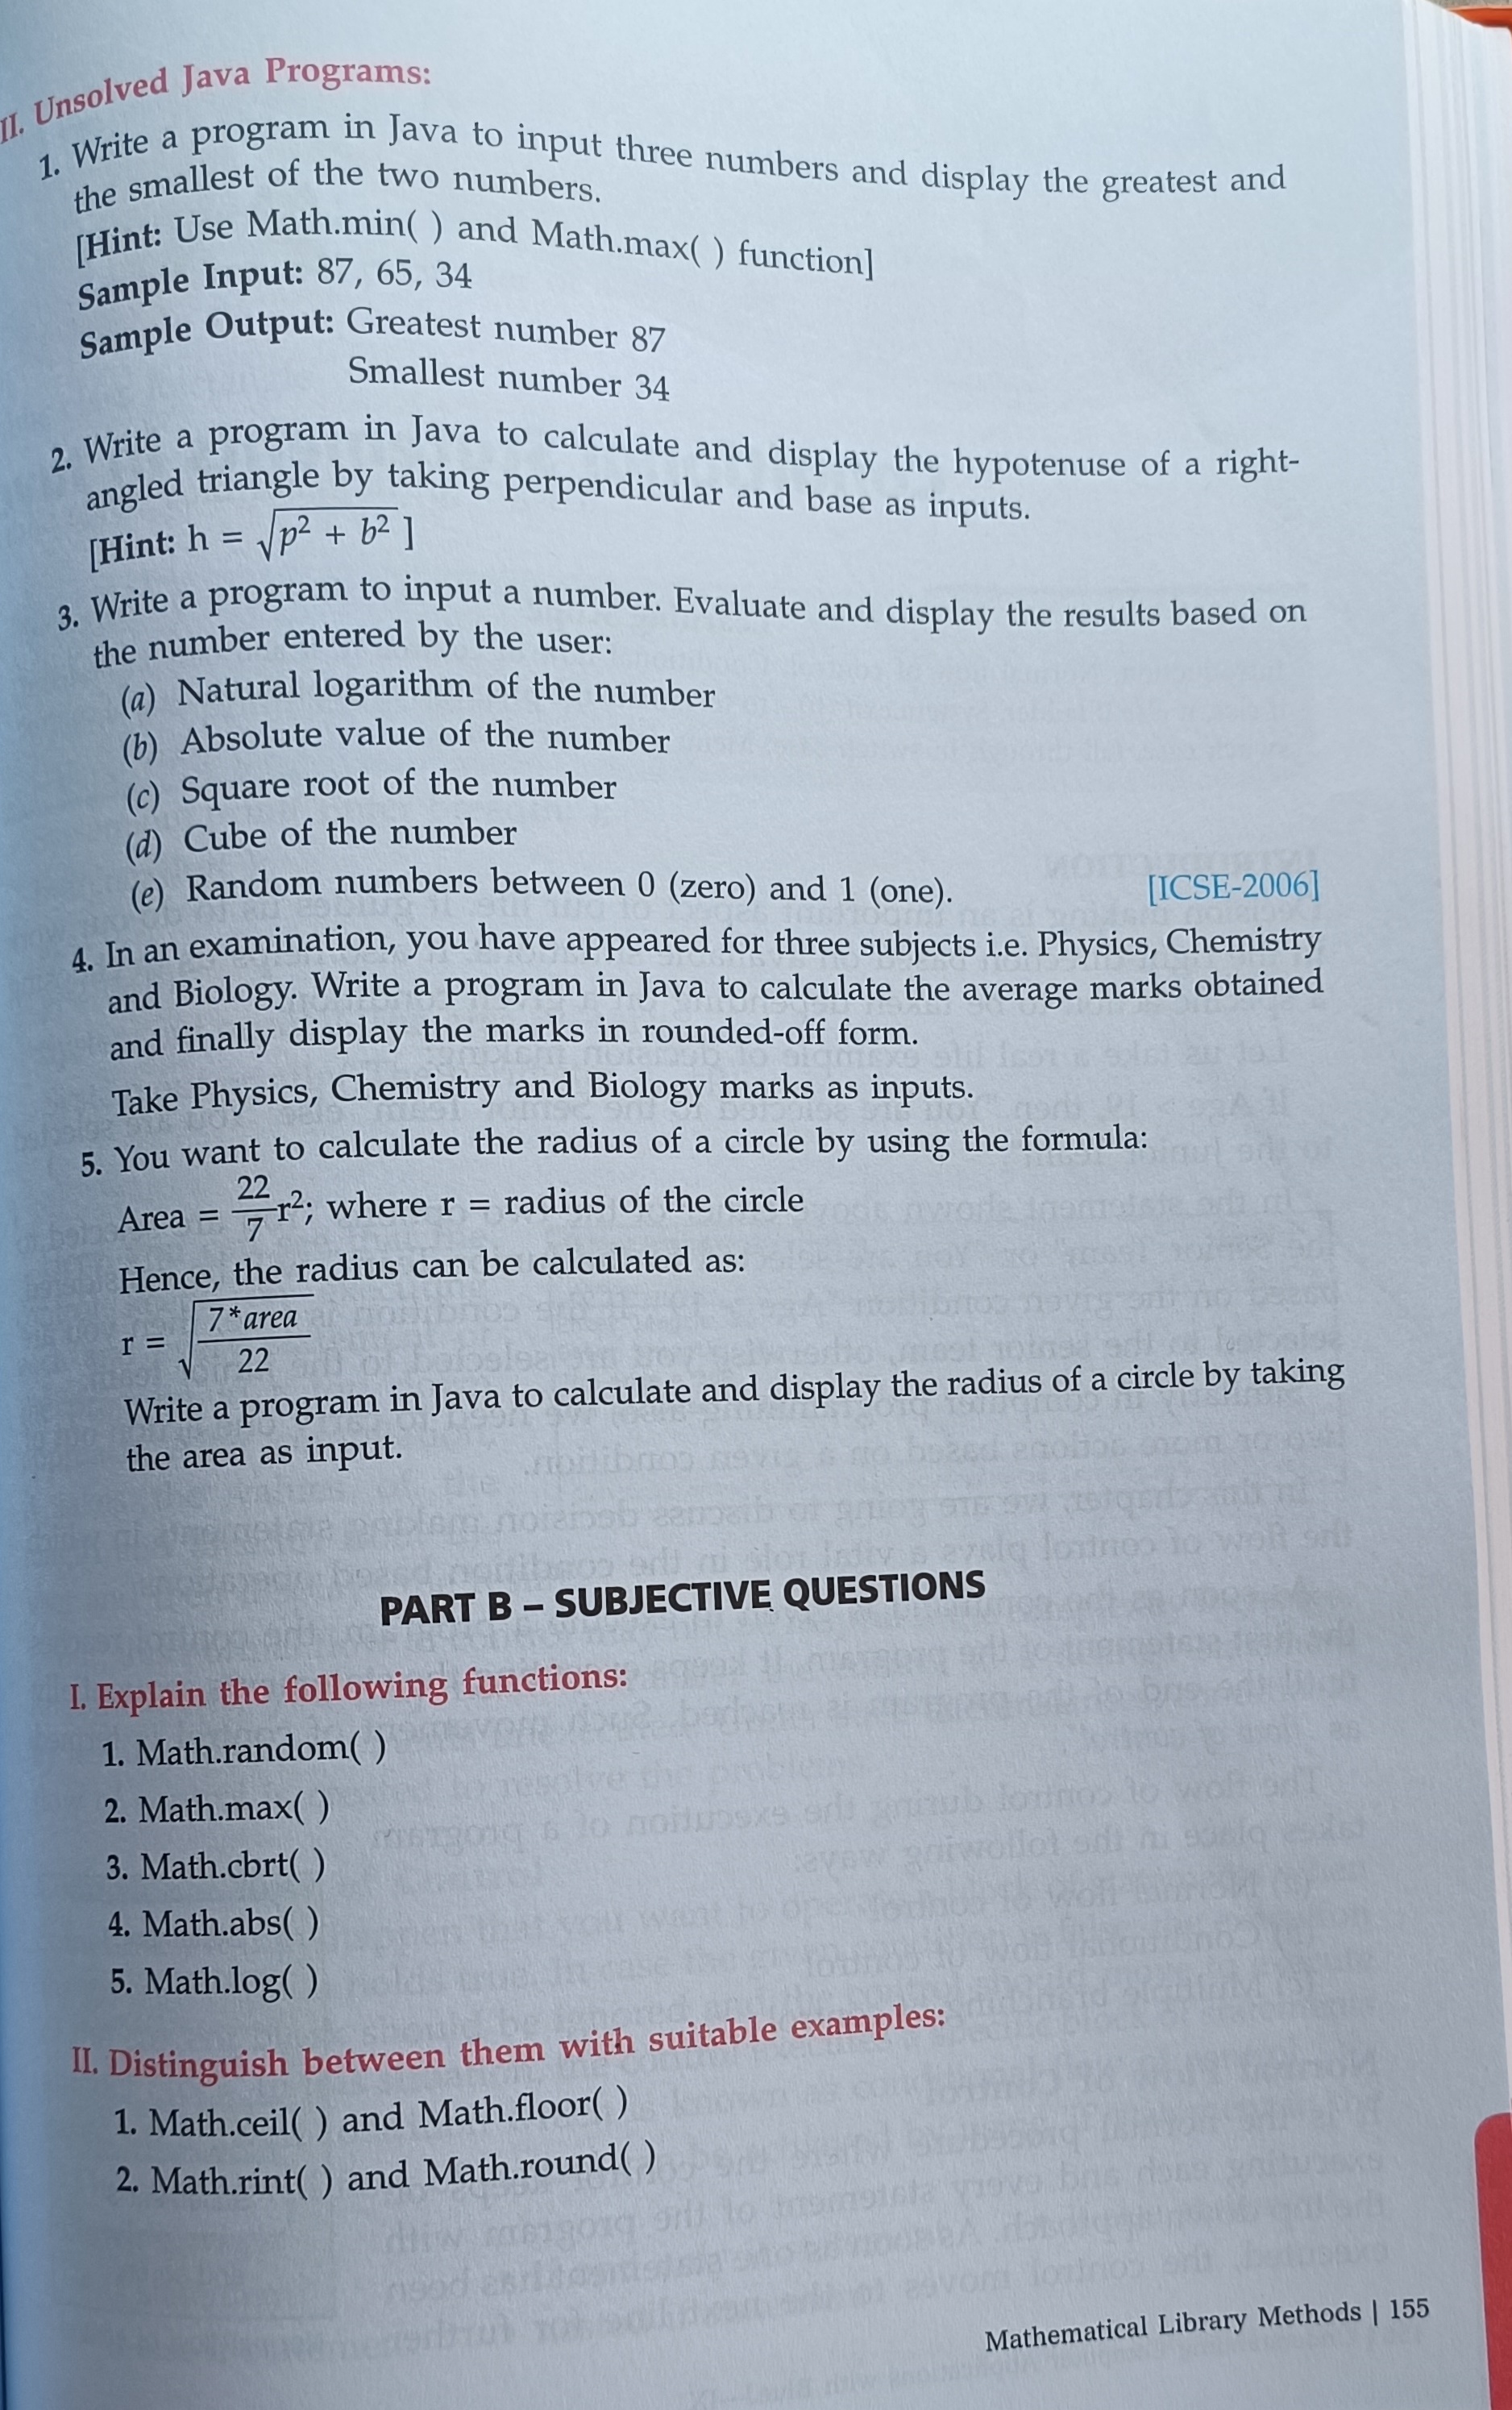 II. Unsolved Java Programs:
1. Write a program in Java to input three numbers and display the greatest and
the smallest of the two numbers.
[Hint: Use Math.min( ) and Math.max( ) function]
Sample Input: 87, 65, 34
Sample Output: Greatest number 87
Smallest number 34
2. Write a program in Java to calculate and display the hypotenuse of a right-
angled triangle by taking perpendicular and base as inputs.
[Hint: h = √p² + b² ]
3. Write a program to input a number. Evaluate and display the results based on
the number entered by the user:
(a) Natural logarithm of the number
(b) Absolute value of the number
(c) Square root of the number
(d) Cube of the number
(e) Random numbers between 0 (zero) and 1 (one). [ICSE-2006]
4. In an examination, you have appeared for three subjects i.e. Physics, Chemistry
and Biology. Write a program in Java to calculate the average marks obtained
and finally display the marks in rounded-off form.
Take Physics, Chemistry and Biology marks as inputs.
5. You want to calculate the radius of a circle by using the formula:
Area = 22/7 r²; where r = radius of the circle
Hence, the radius can be calculated as:
r = √7*area/22
Write a program in Java to calculate and display the radius of a circle by taking
the area as input.
PART B – SUBJECTIVE QUESTIONS
I. Explain the following functions:
1. Math.random( )
2. Math.max( )
3. Math.cbrt( )
4. Math.abs( )
5. Math.log( )
II. Distinguish between them with suitable examples:
1. Math.ceil( ) and Math.floor( )
2. Math.rint( ) and Math.round( )
Mathematical Library Methods | 155